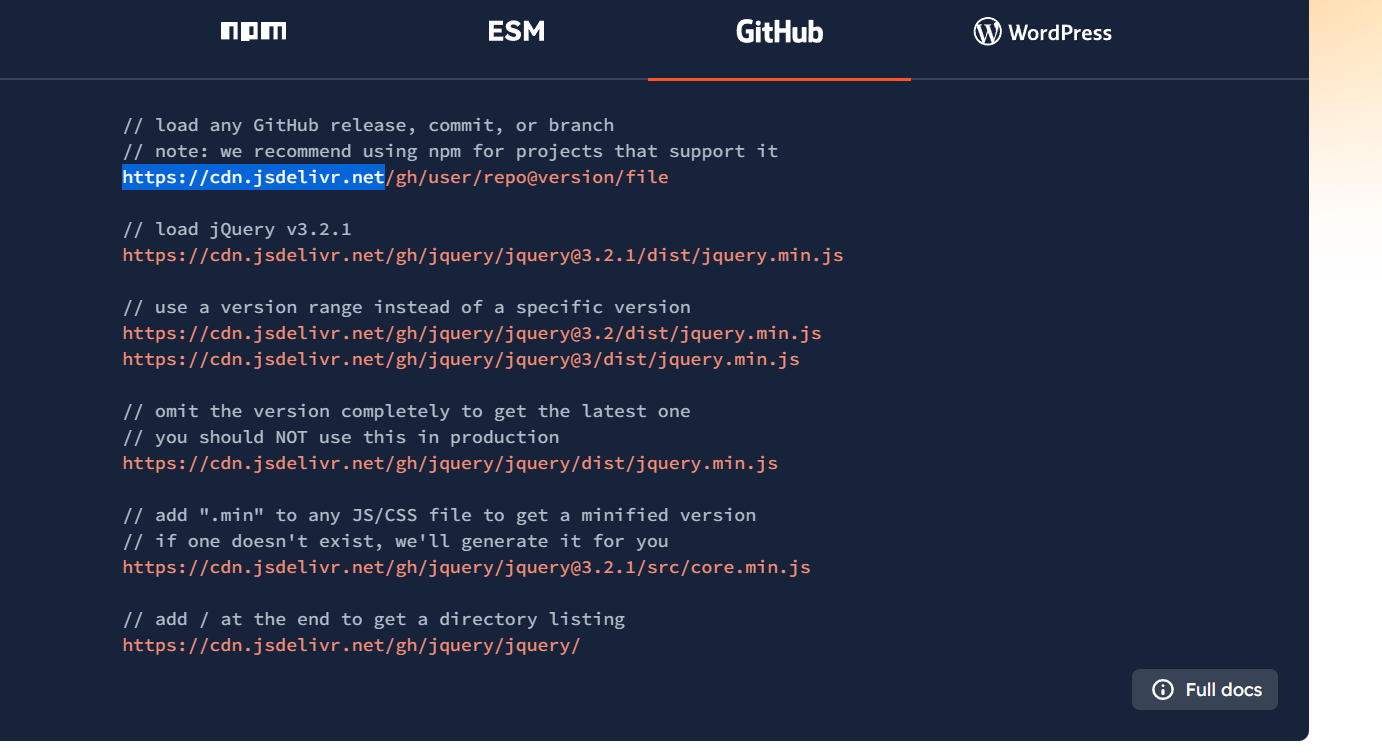 npm
ESM
GitHub
WordPress
// load any GitHub release, commit, or branch
// note: we recommend using npm for projects that support it
https://cdn.jsdelivr.net/gh/user/repo@version/file
// load jQuery v3.2.1
https://cdn.jsdelivr.net/gh/jquery/jquery@3.2.1/dist/jquery.min.js
// use a version range instead of a specific version
https://cdn.jsdelivr.net/gh/jquery/jquery@3.2/dist/jquery.min.js
https://cdn.jsdelivr.net/gh/jquery/jquery@3/dist/jquery.min.js
// omit the version completely to get the latest one
// you should NOT use this in production
https://cdn.jsdelivr.net/gh/jquery/jquery/dist/jquery.min.js
// add ".min" to any JS/CSS file to get a minified version
// if one doesn't exist, we'll generate it for you
https://cdn.jsdelivr.net/gh/jquery/jquery@3.2.1/src/core.min.js
// add / at the end to get a directory listing
https://cdn.jsdelivr.net/gh/jquery/jquery/
Full docs